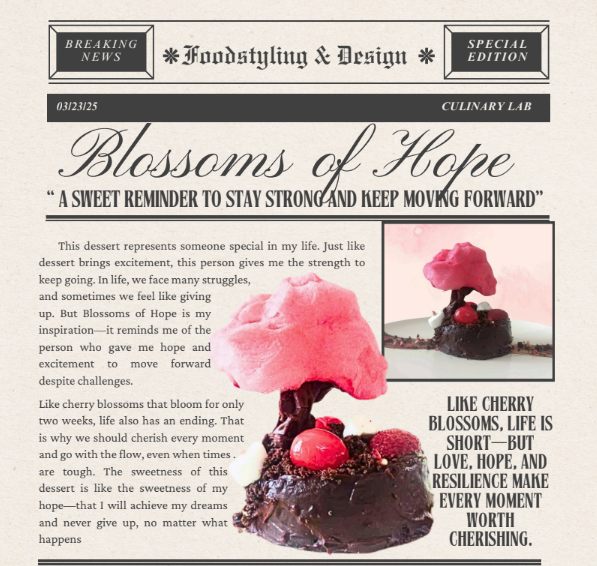 BREAKING
NEWS
❋Foodstyling & Design ❋
SPECIAL
EDITION
03/23/25
CULINARY LAB
Blossoms of Hope
“ A SWEET REMINDER TO STAY STRONG AND KEEP MOVING FORWARD”
This dessert represents someone special in my life. Just like
dessert brings excitement, this person gives me the strength to
keep going. In life, we face many struggles,
and sometimes we feel like giving
up. But Blossoms of Hope is my
inspiration—it reminds me of the
person who gave me hope and
excitement to move forward
despite challenges.
Like cherry blossoms that bloom for only
two weeks, life also has an ending. That
is why we should cherish every moment
and go with the flow, even when times .
are tough. The sweetness of this
dessert is like the sweetness of my
hope—that I will achieve my dreams
and never give up, no matter what
happens
LIKE CHERRY
BLOSSOMS, LIFE IS
SHORT—BUT
LOVE, HOPE, AND
RESILIENCE MAKE
EVERY MOMENT
WORTH
CHERISHING.